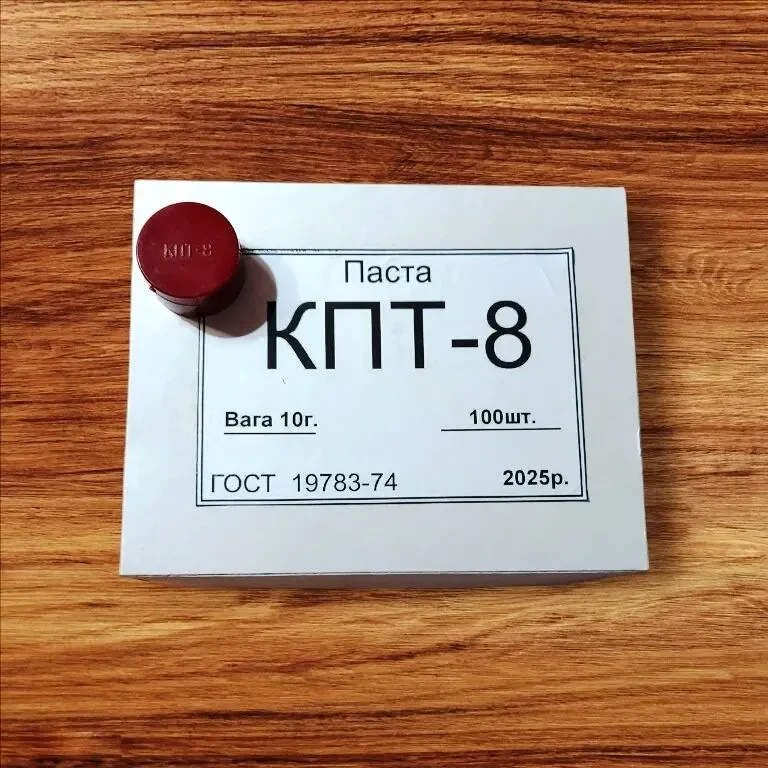 КПТ-8
Паста
КПТ-8
Вага 10г. 100шт.
ГОСТ 19783-74 2025р.